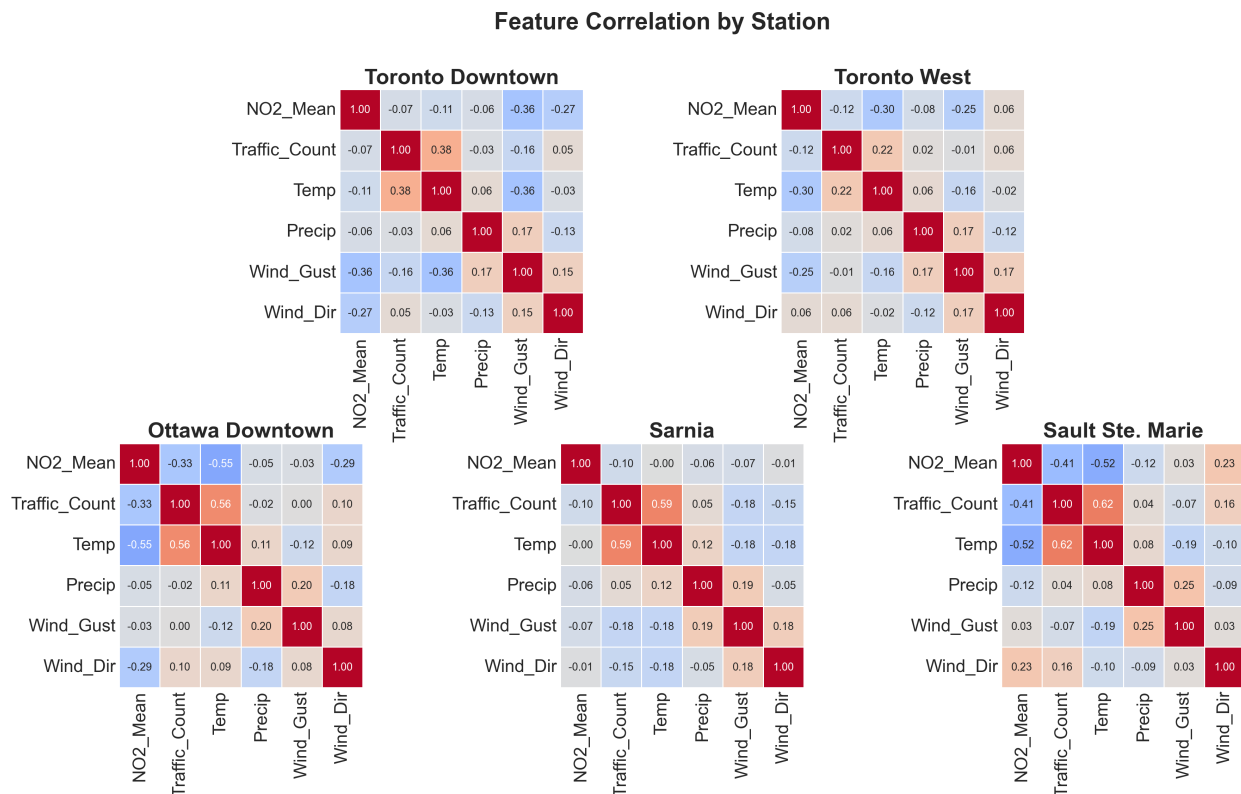 Feature Correlation by Station
Toronto Downtown
NO2_Mean 1.00 -0.07 -0.11 -0.06 -0.36 -0.27
Traffic_Count -0.07 1.00 0.38 -0.03 -0.16 0.05
Temp -0.11 0.38 1.00 0.06 -0.36 -0.03
Precip -0.06 -0.03 0.06 1.00 0.17 -0.13
Wind_Gust -0.36 -0.16 -0.36 0.17 1.00 0.15
Wind_Dir -0.27 0.05 -0.03 -0.13 0.15 1.00
NO2_Mean Traffic_Count Temp Precip Wind_Gust Wind_Dir
Toronto West
NO2_Mean 1.00 -0.12 -0.30 -0.08 -0.25 0.06
Traffic_Count -0.12 1.00 0.22 0.02 -0.01 0.06
Temp -0.30 0.22 1.00 0.06 -0.16 -0.02
Precip -0.08 0.02 0.06 1.00 0.17 -0.12
Wind_Gust -0.25 -0.01 -0.16 0.17 1.00 0.17
Wind_Dir 0.06 0.06 -0.02 -0.12 0.17 1.00
NO2_Mean Traffic_Count Temp Precip Wind_Gust Wind_Dir
Ottawa Downtown
NO2_Mean 1.00 -0.33 -0.55 -0.05 -0.03 -0.29
Traffic_Count -0.33 1.00 0.56 -0.02 0.00 0.10
Temp -0.55 0.56 1.00 0.11 -0.12 0.09
Precip -0.05 -0.02 0.11 1.00 0.20 -0.18
Wind_Gust -0.03 0.00 -0.12 0.20 1.00 0.08
Wind_Dir -0.29 0.10 0.09 -0.18 0.08 1.00
NO2_Mean Traffic_Count Temp Precip Wind_Gust Wind_Dir
Sarnia
NO2_Mean 1.00 -0.10 -0.00 -0.06 -0.07 -0.01
Traffic_Count -0.10 1.00 0.59 0.05 -0.18 -0.15
Temp -0.00 0.59 1.00 0.12 -0.18 -0.18
Precip -0.06 0.05 0.12 1.00 0.19 -0.05
Wind_Gust -0.07 -0.18 -0.18 0.19 1.00 0.18
Wind_Dir -0.01 -0.15 -0.18 -0.05 0.18 1.00
NO2_Mean Traffic_Count Temp Precip Wind_Gust Wind_Dir
Sault Ste. Marie
NO2_Mean 1.00 -0.41 -0.52 -0.12 0.03 0.23
Traffic_Count -0.41 1.00 0.62 0.04 -0.07 0.16
Temp -0.52 0.62 1.00 0.08 -0.19 -0.10
Precip -0.12 0.04 0.08 1.00 0.25 -0.09
Wind_Gust 0.03 -0.07 -0.19 0.25 1.00 0.03
Wind_Dir 0.23 0.16 -0.10 -0.09 0.03 1.00
NO2_Mean Traffic_Count Temp Precip Wind_Gust Wind_Dir